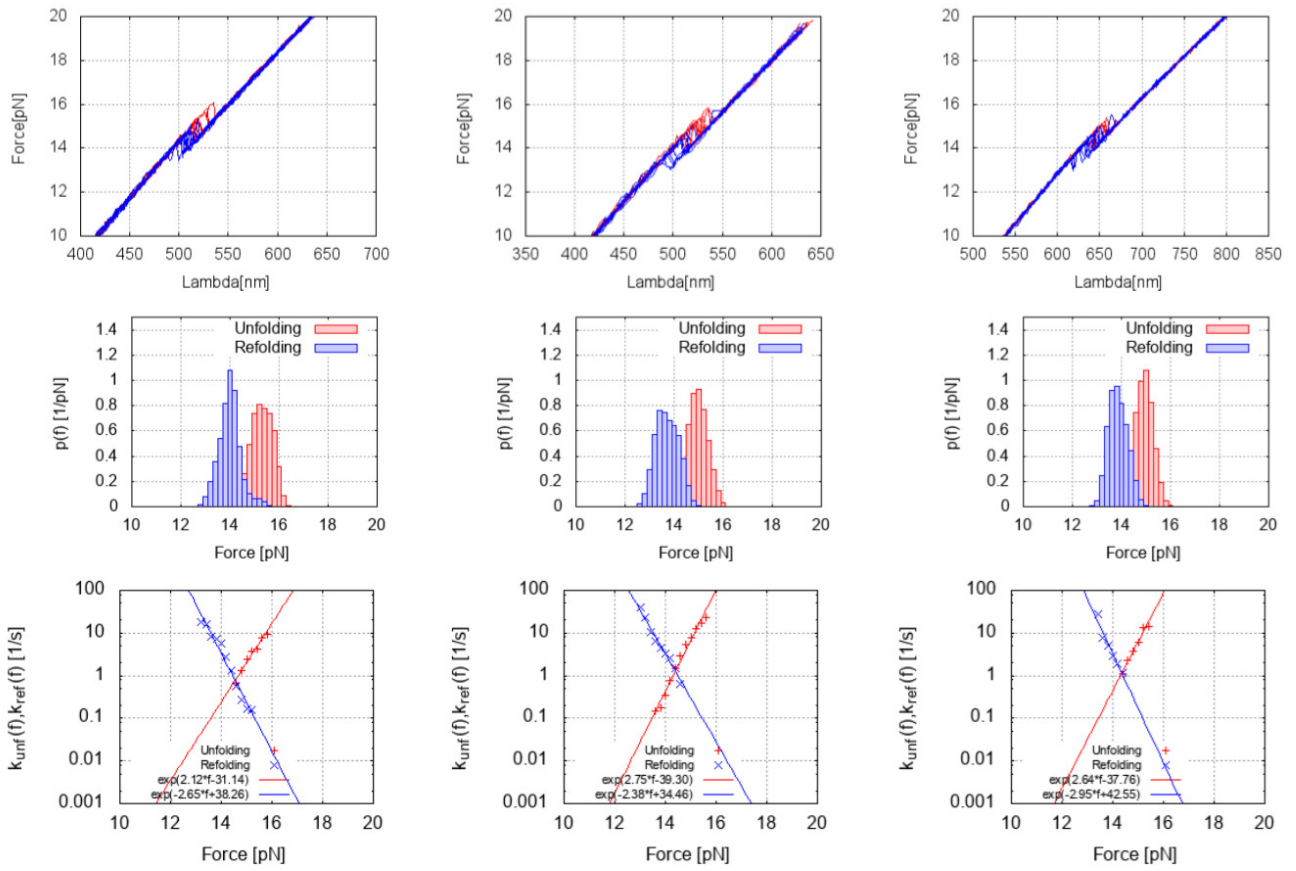 20
18
16
14
12
10
Force[pN]
400 450 500 550 600 650 700
Lambda[nm]
20
18
16
14
12
10
Force[pN]
350 400 450 500 550 600 650
Lambda[nm]
20
18
16
14
12
10
Force[pN]
500 550 600 650 700 750 800 850
Lambda[nm]
1.4
1.2
1
0.8
0.6
0.4
0.2
0
p(f) [1/pN]
Unfolding
Refolding
10 12 14 16 18 20
Force [pN]
1.4
1.2
1
0.8
0.6
0.4
0.2
0
p(f) [1/pN]
Unfolding
Refolding
10 12 14 16 18 20
Force [pN]
1.4
1.2
1
0.8
0.6
0.4
0.2
0
p(f) [1/pN]
Unfolding
Refolding
10 12 14 16 18 20
Force [pN]
100
10
1
0.1
0.01
0.001
kunf(f),kref(f) [1/s]
Unfolding
Refolding
exp(2.12*f-31.14)
exp(-2.65*f+38.26)
10 12 14 16 18 20
Force [pN]
100
10
1
0.1
0.01
0.001
kunf(f),kref(f) [1/s]
Unfolding
Refolding
exp(2.75*f-39.30)
exp(-2.38*f+34.46)
10 12 14 16 18 20
Force [pN]
100
10
1
0.1
0.01
0.001
kunf(f),kref(f) [1/s]
Unfolding
Refolding
exp(2.64*f-37.76)
exp(-2.95*f+42.55)
10 12 14 16 18 20
Force [pN]